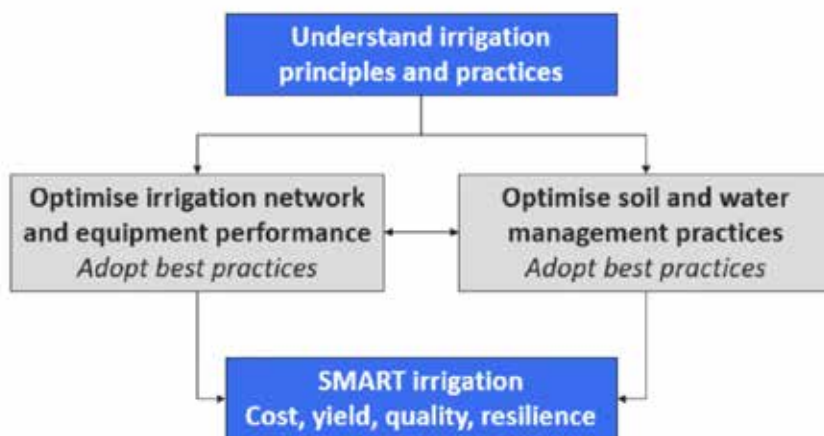 Understand irrigation
principles and practices
Optimise irrigation network
and equipment performance
Adopt best practices
Optimise soil and water
management practices
Adopt best practices
SMART irrigation
Cost, yield, quality, resilience